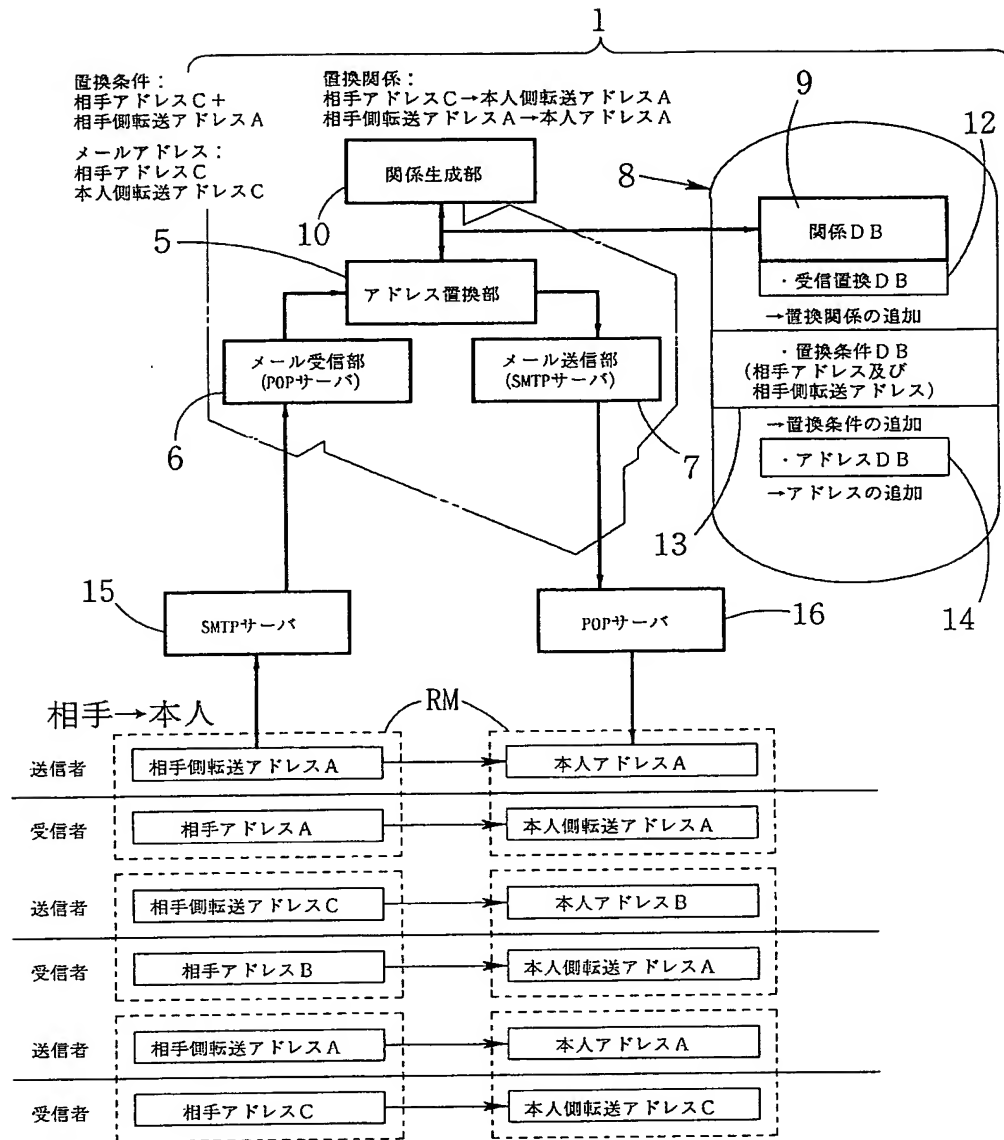 1
置換条件：
相手アドレスC＋
相手側転送アドレスA
メールアドレス：
相手アドレスC
本人側転送アドレスC
置換関係：
相手アドレスC→本人側転送アドレスA
相手側転送アドレスA→本人アドレスA
9
12
8
関係生成部
10
5
関係DB
アドレス置換部
・受信置換DB
→置換関係の追加
メール受信部
(POPサーバ)
メール送信部
(SMTPサーバ)
・置換条件DB
(相手アドレス及び
相手側転送アドレス)
6
7
→置換条件の追加
・アドレスDB
→アドレスの追加
13
14
15
SMTPサーバ
POPサーバ
16
相手→本人
RM
送信者
相手側転送アドレスA
本人アドレスA
受信者
相手アドレスA
本人側転送アドレスA
送信者
相手側転送アドレスC
本人アドレスB
受信者
相手アドレスB
本人側転送アドレスA
送信者
相手側転送アドレスA
本人アドレスA
受信者
相手アドレスC
本人側転送アドレスC